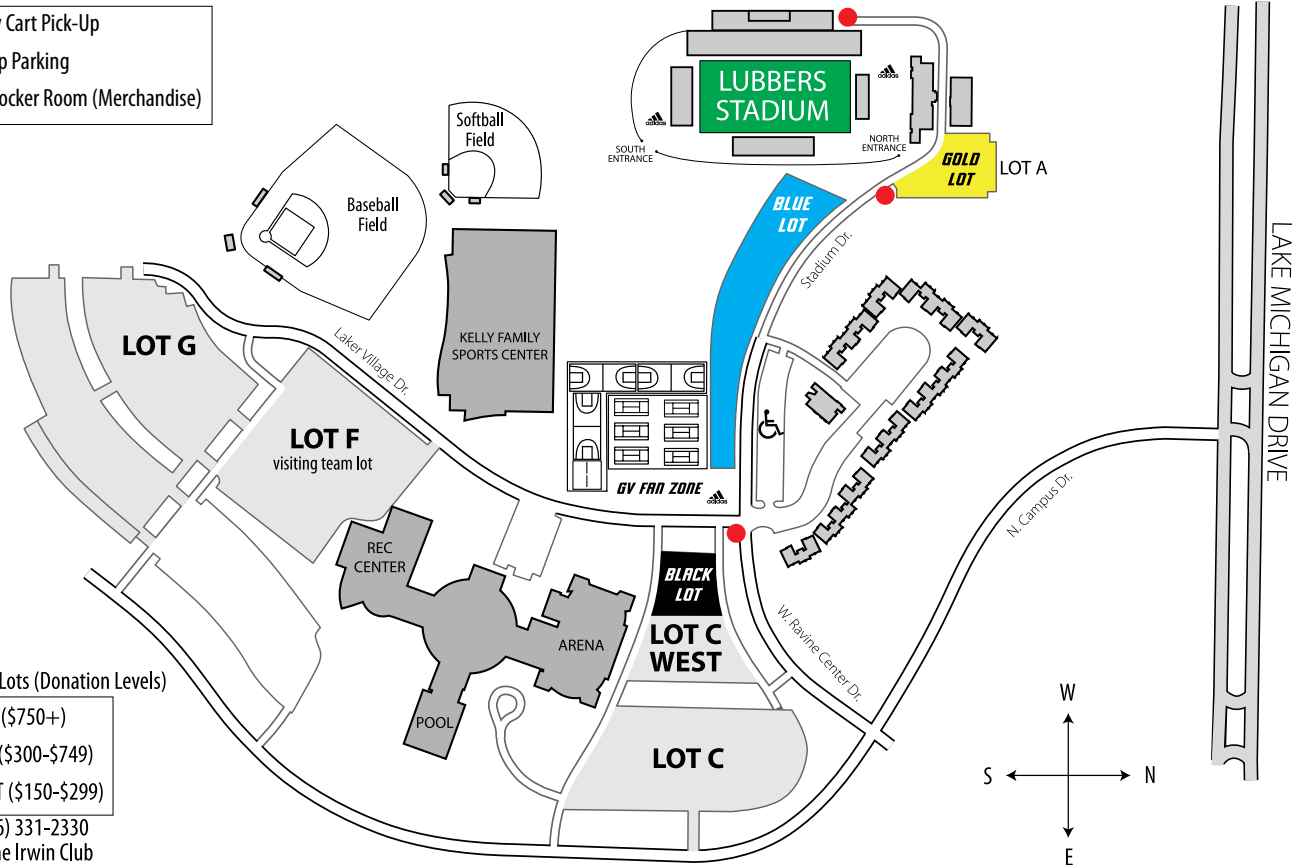 Cart Pick-Up
Parking
ocker Room (Merchandise)
LUBBERS
STADIUM
adidas
adidas
SOUTH
ENTRANCE
NORTH
ENTRANCE
GOLD
LOT
LOT A
Softball
Field
Baseball
Field
BLUE
LOT
Stadium Dr.
LAKE MICHIGAN DRIVE
LOT G
Laker Village Dr.
KELLY FAMILY
SPORTS CENTER
LOT F
visiting team lot
GV FAN ZONE
adidas
N. Campus Dr.
REC
CENTER
BLACK
LOT
ARENA
LOT C
WEST
W. Ravine Center Dr.
POOL
LOT C
Lots (Donation Levels)
($750+)
($300-$749)
($150-$299)
331-2330
Irwin Club
W
S
N
E